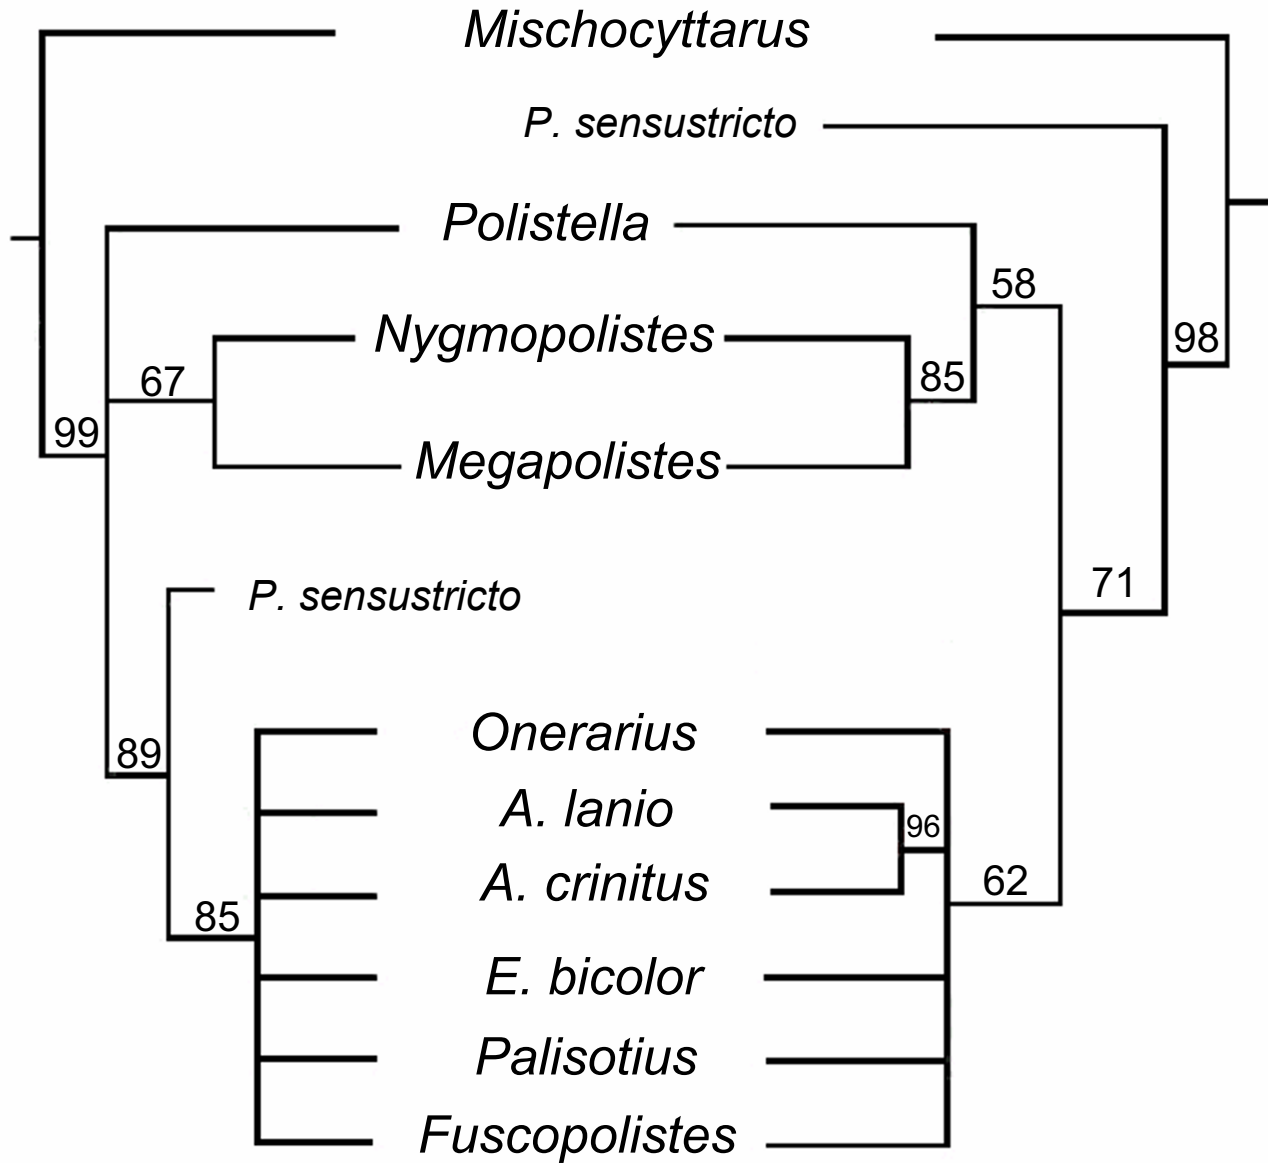 Mischocyttarus
P. sensustricto
Polistella
58
Nygmopolistes
98
67
85
99
Megapolistes
71
P. sensustricto
Onerarius
89
A. lanio
96
A. crinitus
62
85
E. bicolor
Palisotius
Fuscopolistes